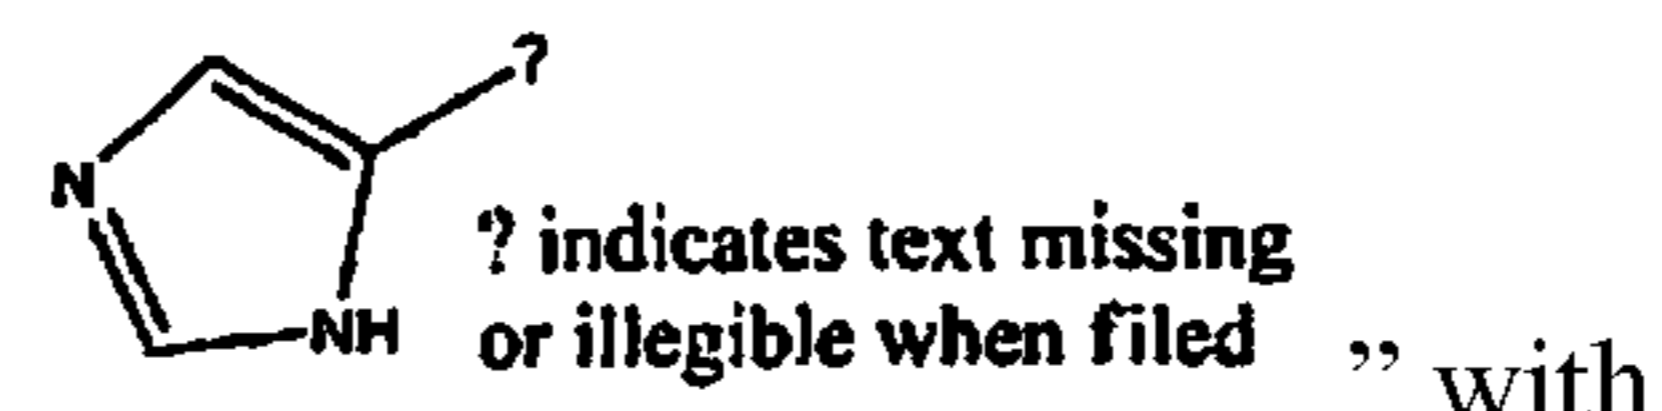 ?
N
? indicates text missing
NH or illegible when filed ” with